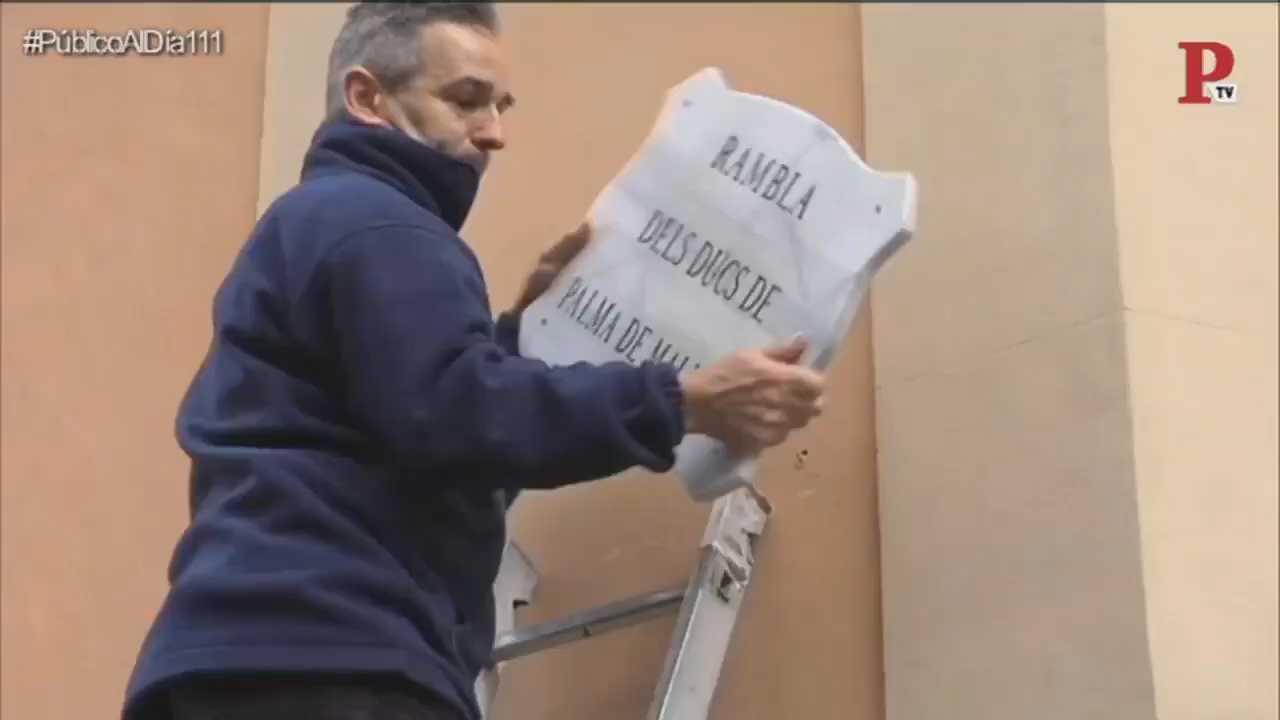 #PúblicoAlDía111
P
TV
RAMBLA
DELS DUCS DE
PALMA DE